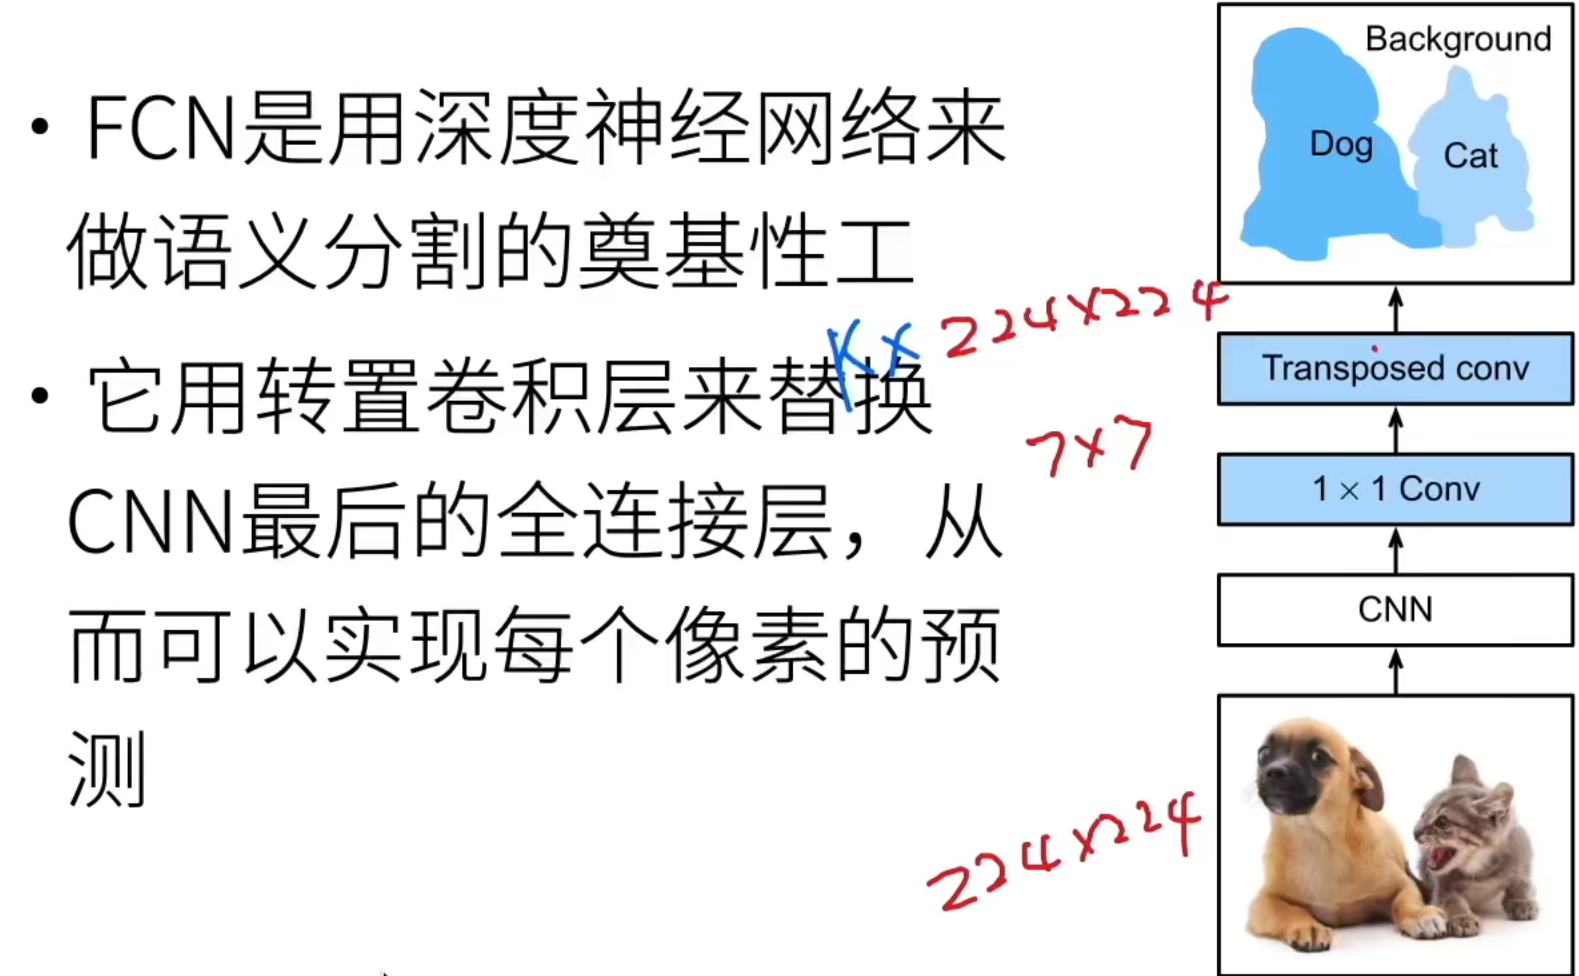 • FCN是用深度神经网络来
做语义分割的奠基性工
• 它用转置卷积层来替换
CNN最后的全连接层，从
而可以实现每个像素的预
测
K× 224×224
7×7
224×224
Background
Dog
Cat
Transposed conv
1 × 1 Conv
CNN